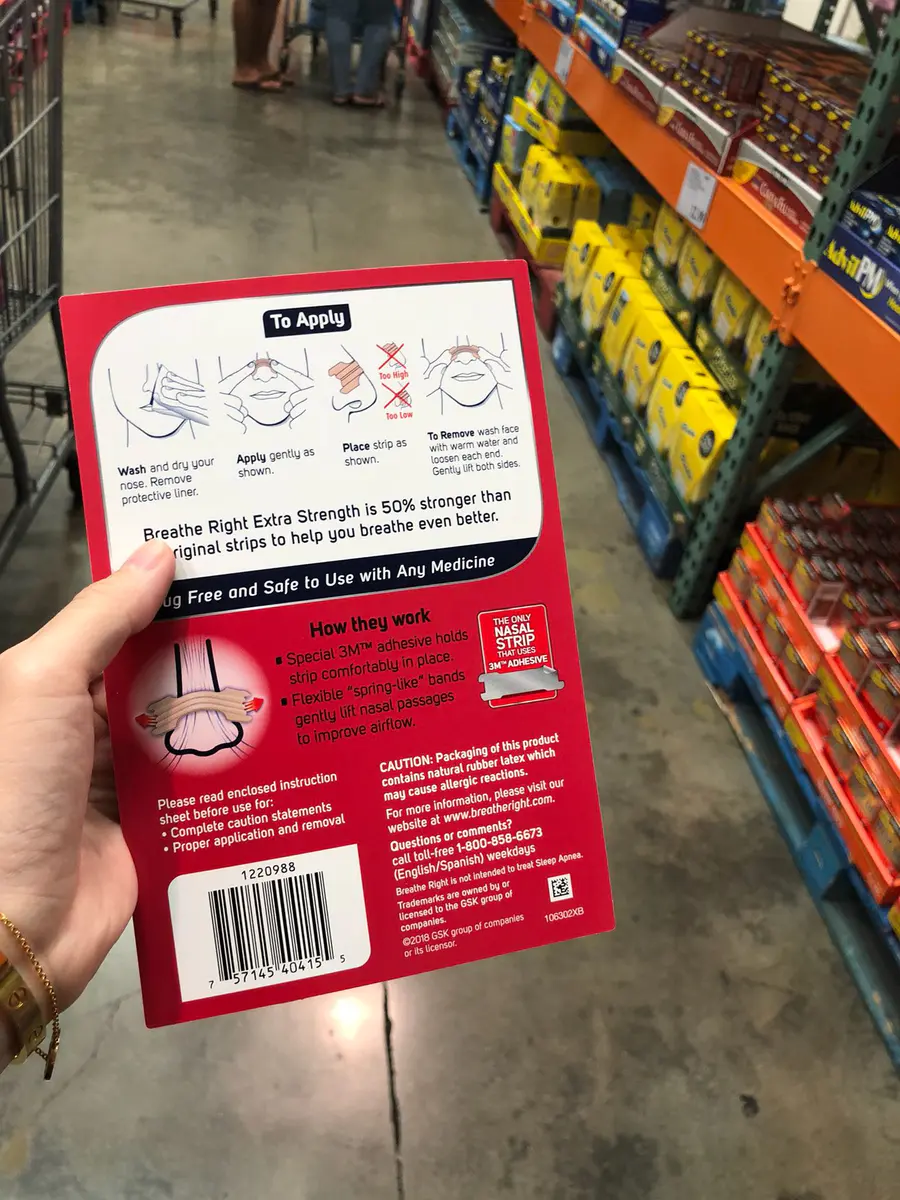 To Apply
Too High
Too Low
Wash and dry your
nose. Remove
protective liner.
Apply gently as
shown.
Place strip as
shown.
To Remove wash face
with warm water and
loosen each end.
Gently lift both sides.
Breathe Right Extra Strength is 50% stronger than
riginal strips to help you breathe even better.
ug Free and Safe to Use with Any Medicine
How they work
▪ Special 3M™ adhesive holds
strip comfortably in place.
▪ Flexible "spring-like" bands
gently lift nasal passages
to improve airflow.
THE ONLY
NASAL
STRIP
THAT USES
3M™ ADHESIVE
Please read enclosed instruction
sheet before use for:
• Complete caution statements
• Proper application and removal
CAUTION: Packaging of this product
contains natural rubber latex which
may cause allergic reactions.
For more information, please visit our
website at www.breatheright.com.
Questions or comments?
call toll-free 1-800-858-6673
(English/Spanish) weekdays
Breathe Right is not intended to treat Sleep Apnea.
Trademarks are owned by or
licensed to the GSK group of
companies.
©2018 GSK group of companies
or its licensor.
106302XB
1220988
7 57145 40415 5
Advil PM